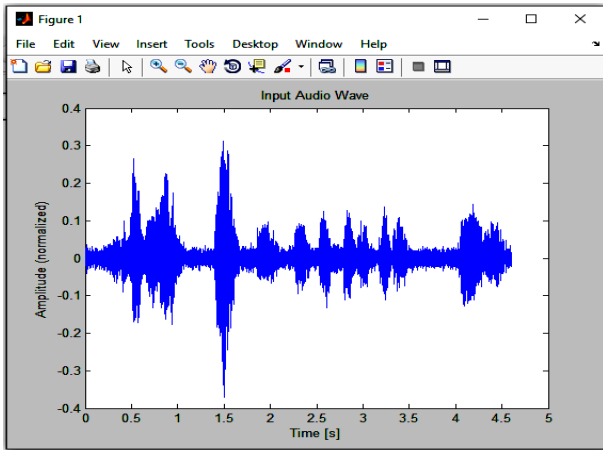 Figure 1
File Edit View Insert Tools Desktop Window Help
Input Audio Wave
0.4
0.3
0.2
0.1
0
-0.1
-0.2
-0.3
-0.4
Amplitude (normalized)
0 0.5 1 1.5 2 2.5 3 3.5 4 4.5 5
Time [s]